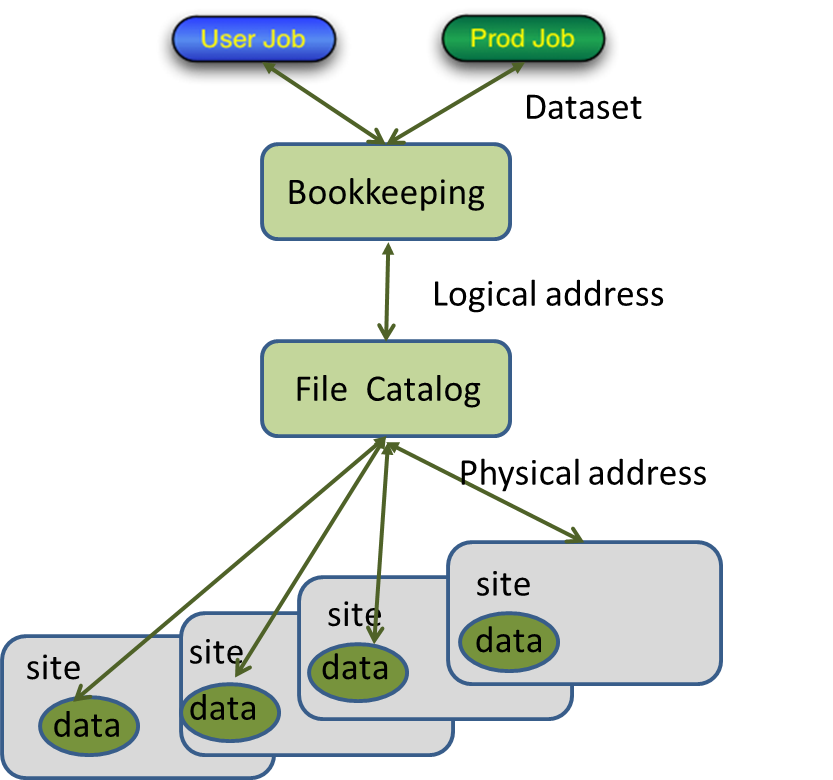 User Job
Prod Job
Dataset
Bookkeeping
Logical address
File Catalog
Physical address
site
data
site
data
site
data
site
data